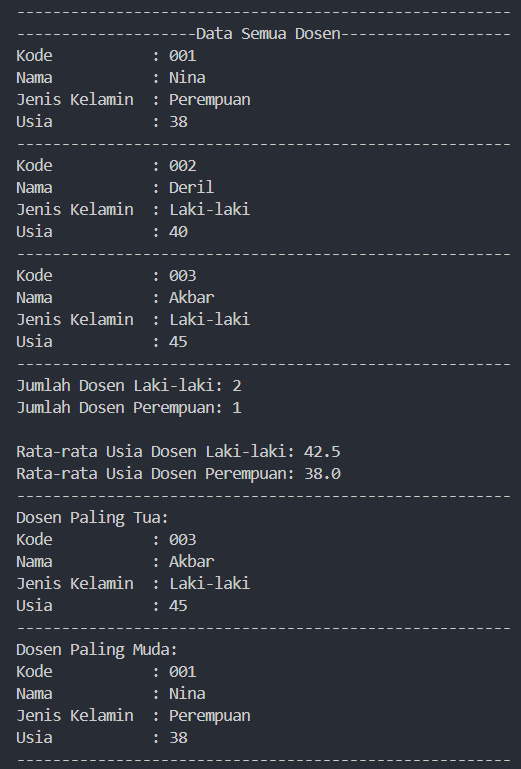 -------------------------------------------------------
--------------------Data Semua Dosen-------------------
Kode           : 001
Nama           : Nina
Jenis Kelamin  : Perempuan
Usia           : 38
-------------------------------------------------------
Kode           : 002
Nama           : Deril
Jenis Kelamin  : Laki-laki
Usia           : 40
-------------------------------------------------------
Kode           : 003
Nama           : Akbar
Jenis Kelamin  : Laki-laki
Usia           : 45
-------------------------------------------------------
Jumlah Dosen Laki-laki: 2
Jumlah Dosen Perempuan: 1

Rata-rata Usia Dosen Laki-laki: 42.5
Rata-rata Usia Dosen Perempuan: 38.0
-------------------------------------------------------
Dosen Paling Tua:
Kode           : 003
Nama           : Akbar
Jenis Kelamin  : Laki-laki
Usia           : 45
-------------------------------------------------------
Dosen Paling Muda:
Kode           : 001
Nama           : Nina
Jenis Kelamin  : Perempuan
Usia           : 38
-------------------------------------------------------